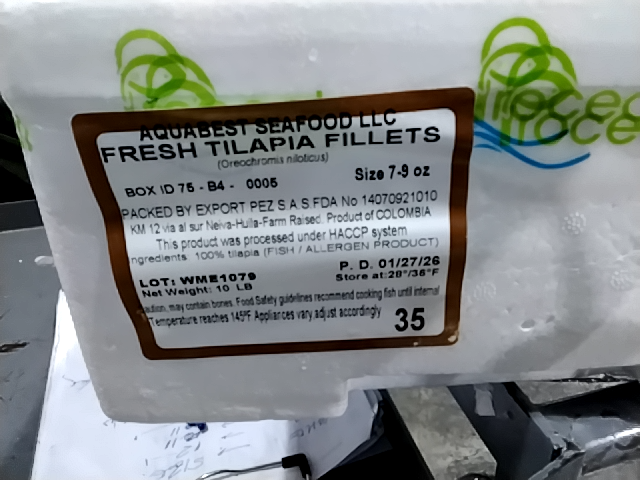 AQUABEST SEAFOOD LLC
FRESH TILAPIA FILLETS
(Oreochromis niloticus)
BOX ID 75 - B4 - 0005
Size 7-9 oz
PACKED BY EXPORT PEZ S A S FDA No 14070921010
KM 12 via al sur Neiva-Huila-Farm Raised. Product of COLOMBIA
This product was processed under HACCP system
ngredients 100% tilapia (FISH / ALLERGEN PRODUCT)
LOT: WME1079
P. D. 01/27/26
Net Weight: 10 LB
Store at: 28°/36°F
aution, may contain bones. Food Safety guidelines recommend cooking fish until internal
Temperature reaches 145ºF Appliances vary,adjust accordingly
35